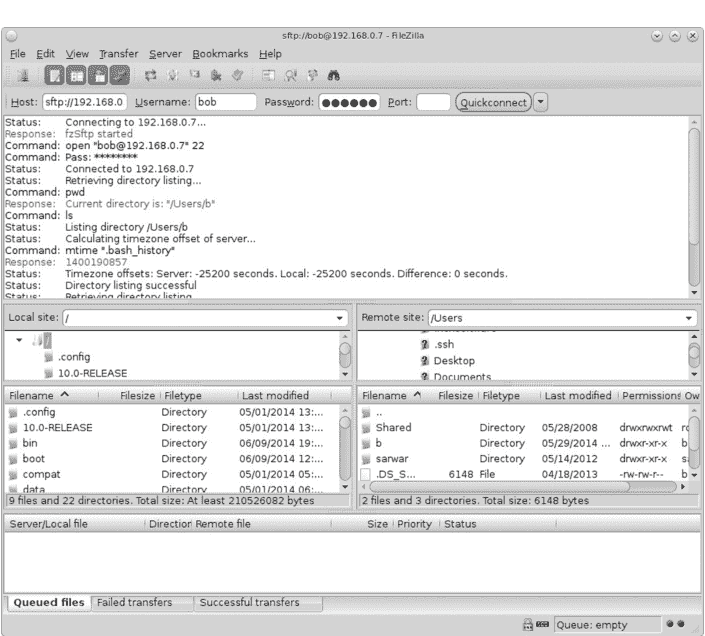 sftp://bob@192.168.0.7 - FileZilla
File Edit View Transfer Server Bookmarks Help
Host: sftp://192.168.0 Username: bob Password: ●●●●●● Port: Quickconnect
Status: Connecting to 192.168.0.7...
Response: fzSftp started
Command: open "bob@192.168.0.7" 22
Command: Pass: ********
Status: Connected to 192.168.0.7
Status: Retrieving directory listing...
Command: pwd
Response: Current directory is: "/Users/b"
Command: ls
Status: Listing directory /Users/b
Status: Calculating timezone offset of server...
Command: mtime ".bash_history"
Response: 1400190857
Status: Timezone offsets: Server: -25200 seconds. Local: -25200 seconds. Difference: 0 seconds.
Status: Directory listing successful
Status: Retrieving directory listing
Local site: /
/
.config
10.0-RELEASE
Remote site: /Users
.ssh
Desktop
Documents
Filename Filesize Filetype Last modified
.config Directory 05/01/2014 13:...
10.0-RELEASE Directory 05/01/2014 13:...
bin Directory 06/09/2014 19:...
boot Directory 06/09/2014 12:...
compat Directory 05/01/2014 05:...
data Directory 05/01/2014 06:...
9 files and 22 directories. Total size: At least 210526082 bytes
Filename Filesize Filetype Last modified Permissions Ow
..
Shared Directory 05/28/2008 drwxrwxrwt
b Directory 05/29/2014 ... drwxr-xr-x b
sarwar Directory 05/14/2012 drwxr-xr-x
.DS_S... 6148 File 04/18/2013 -rw-rw-r-- b
2 files and 3 directories. Total size: 6148 bytes
Server/Local file Direction Remote file Size Priority Status
Queued files Failed transfers Successful transfers
Queue: empty